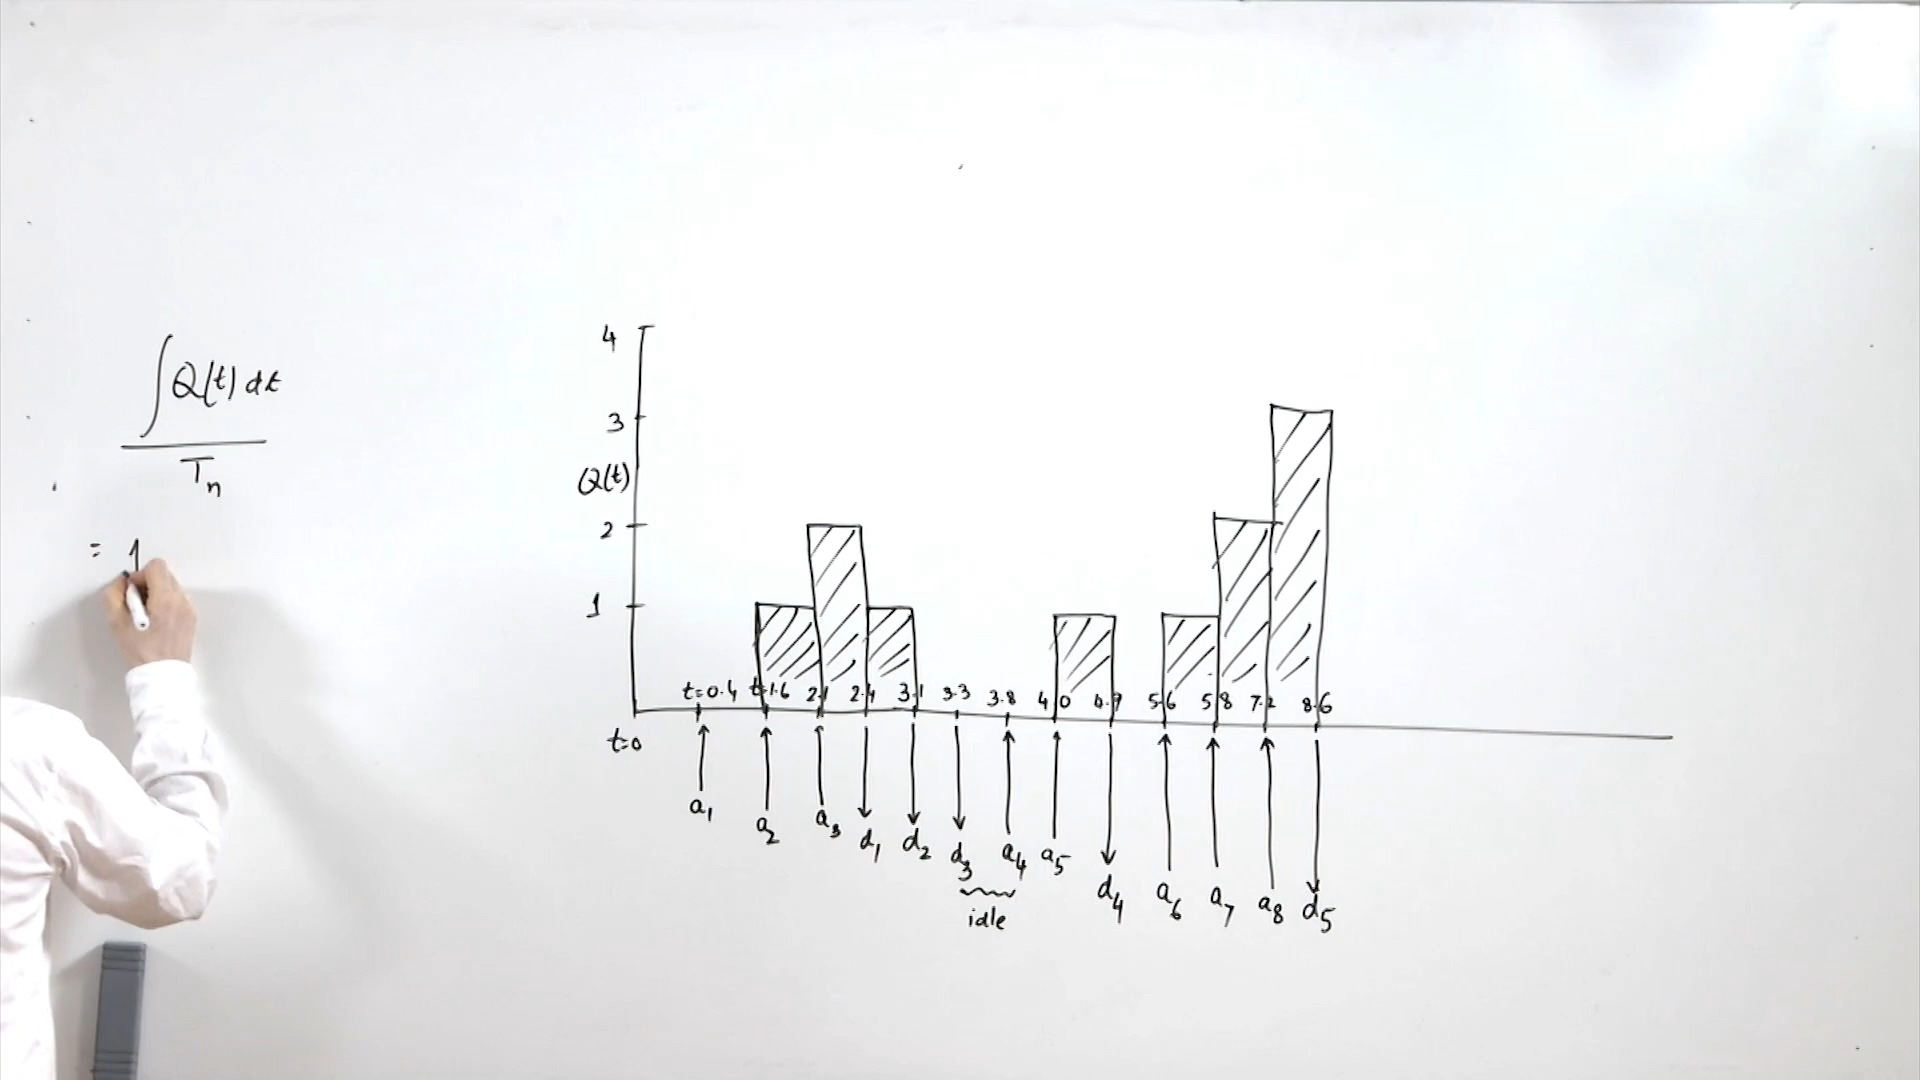 ∫Q(t) dt
Tn
= 1
4
3
Q(t)
2
1
t=0.4 t=1.6 2.1 2.4 3.1 3.3 3.8 4.0 4.9 5.6 5.8 7.2 8.6
t=0
a1 a2 a3 d1 d2 d3 a4 a5 d4 a6 a7 a8 d5
idle